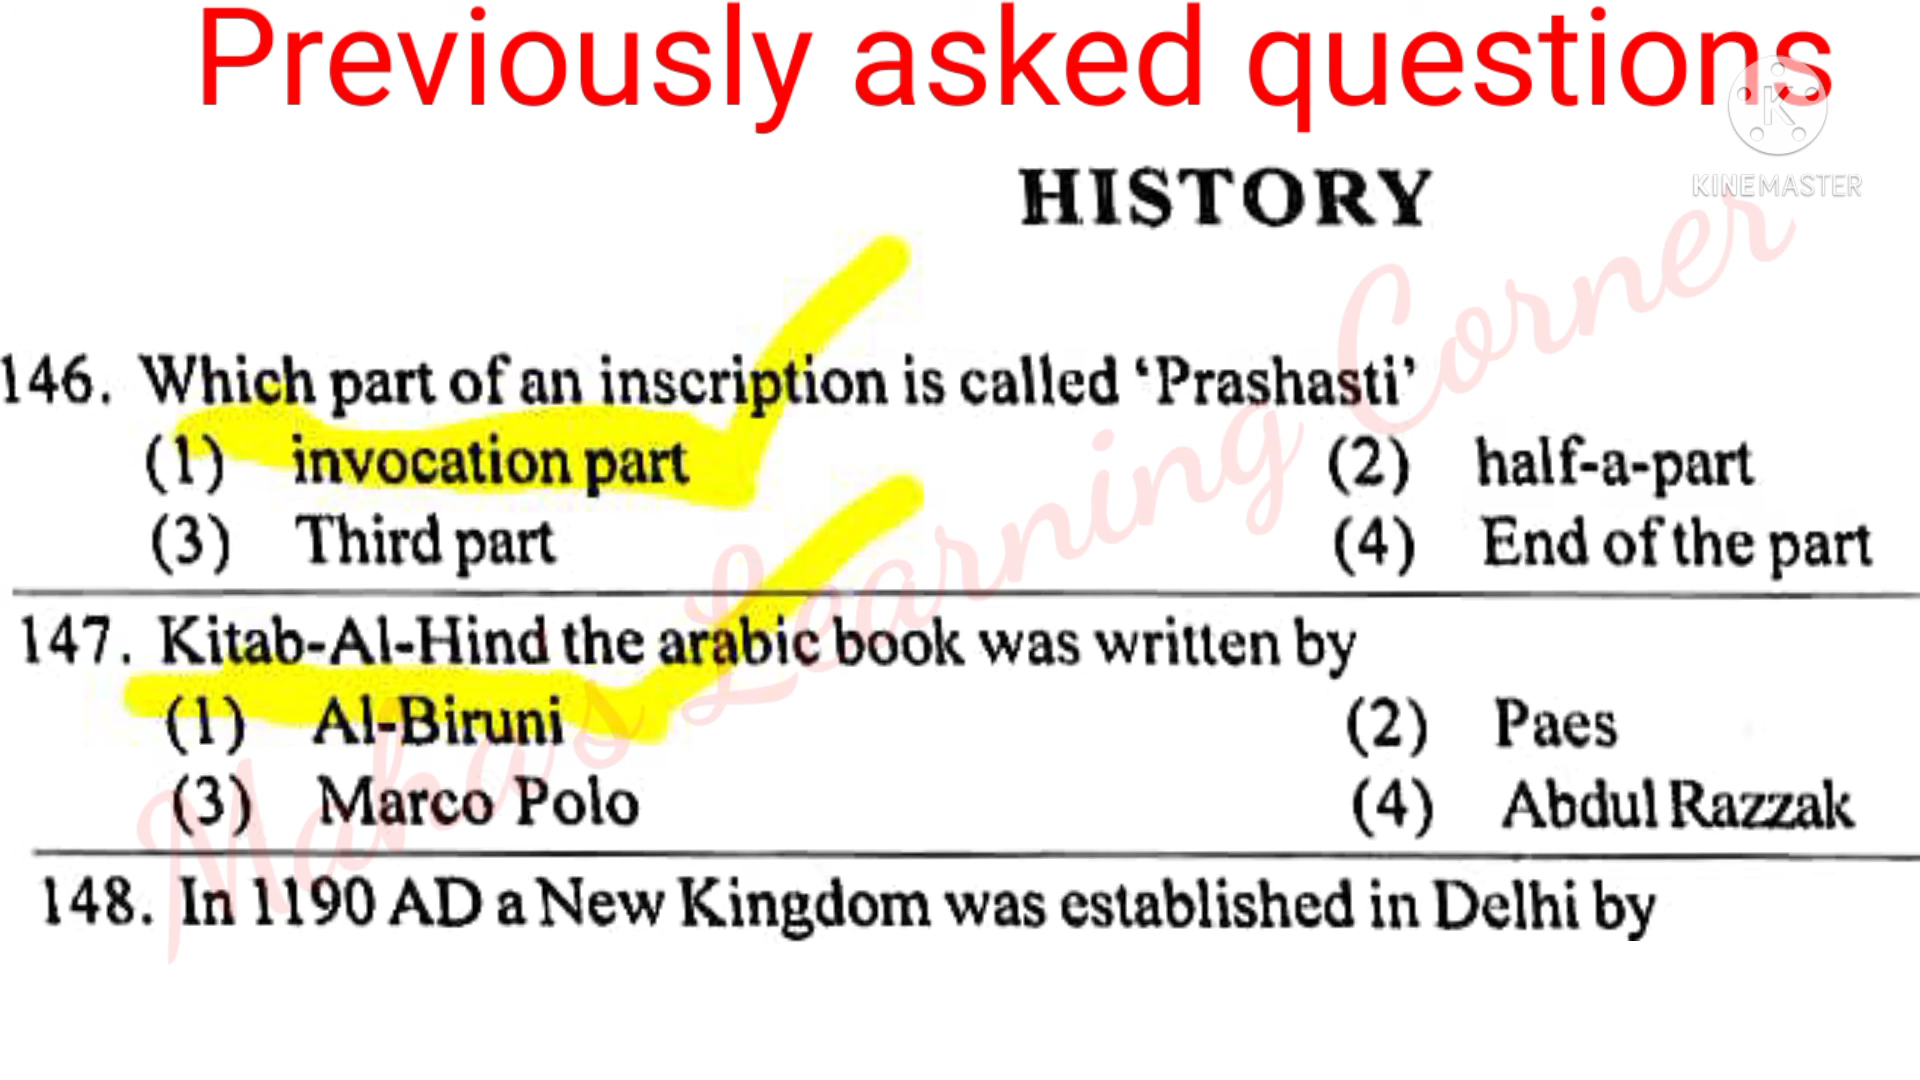 Previously asked questions
KINEMASTER
HISTORY
146. Which part of an inscription is called ‘Prashasti’
(1) invocation part (2) half-a-part
(3) Third part (4) End of the part
147. Kitab-Al-Hind the arabic book was written by
(1) Al-Biruni (2) Paes
(3) Marco Polo (4) Abdul Razzak
148. In 1190 AD a New Kingdom was established in Delhi by
Maha's Learning Corner